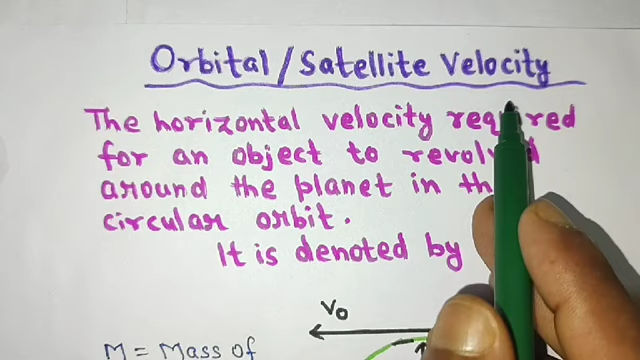 Orbital/Satellite Velocity
The horizontal velocity required
for an object to revolve
around the planet in
circular orbit.
It is denoted by
V₀
M = Mass of